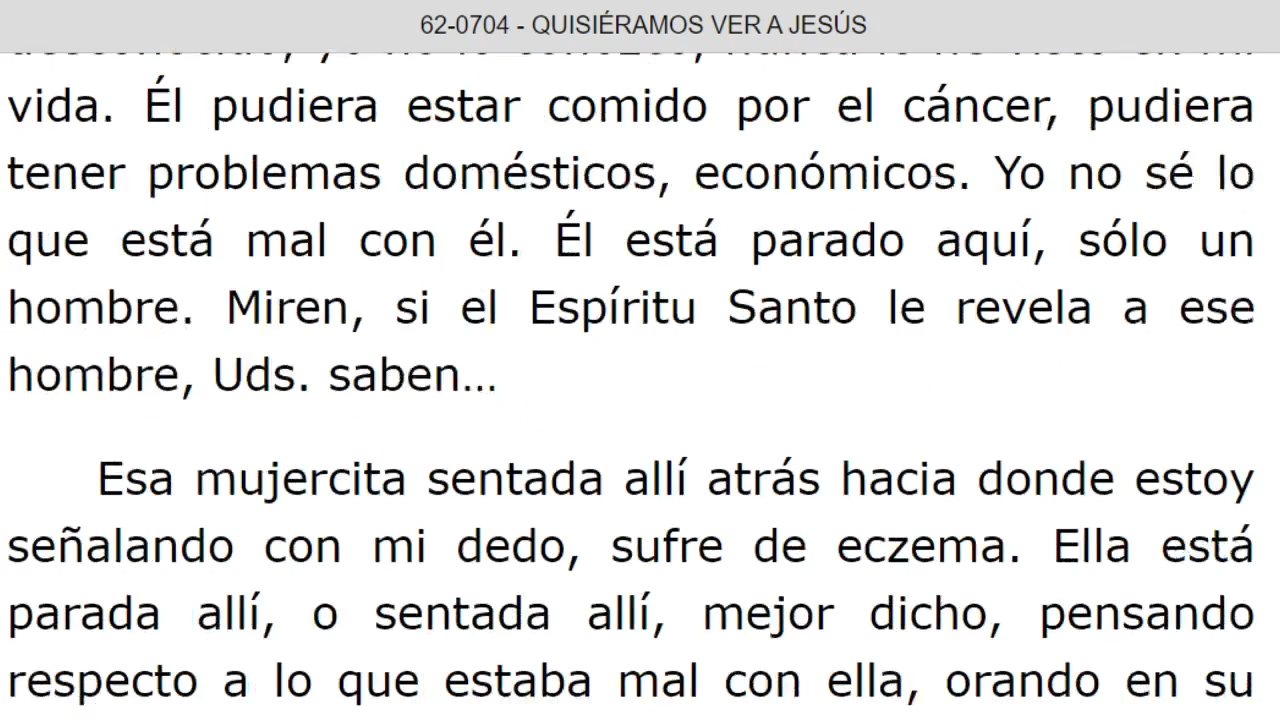 62-0704 - QUISIÉRAMOS VER A JESÚS
vida. Él pudiera estar comido por el cáncer, pudiera
tener problemas domésticos, económicos. Yo no sé lo
que está mal con él. Él está parado aquí, sólo un
hombre. Miren, si el Espíritu Santo le revela a ese
hombre, Uds. saben…
Esa mujercita sentada allí atrás hacia donde estoy
señalando con mi dedo, sufre de eczema. Ella está
parada allí, o sentada allí, mejor dicho, pensando
respecto a lo que estaba mal con ella, orando en su